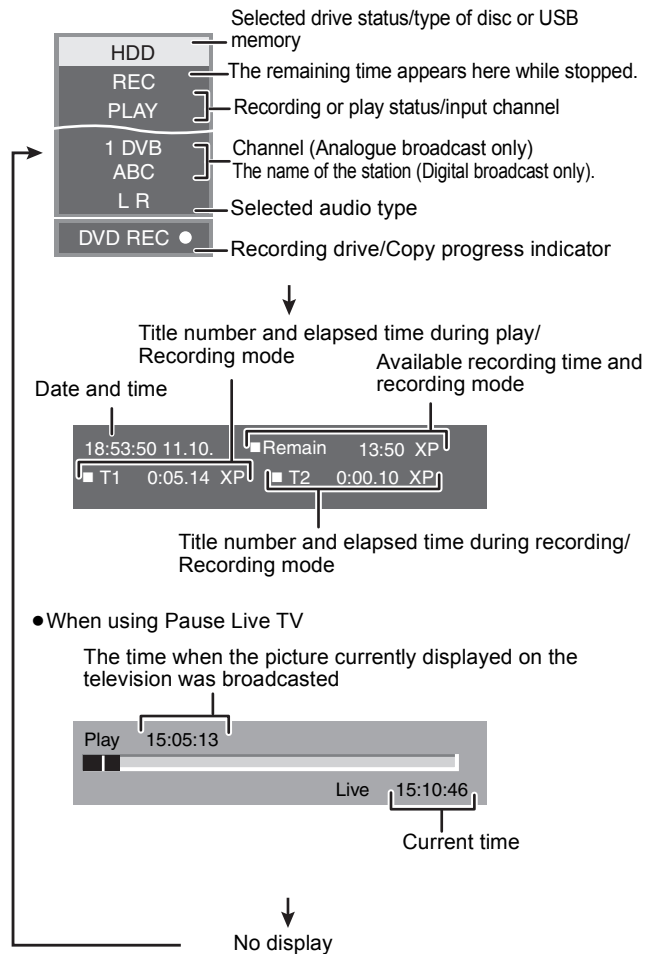 Selected drive status/type of disc or USB
memory
HDD
The remaining time appears here while stopped.
REC
PLAY
Recording or play status/input channel
1 DVB
Channel (Analogue broadcast only)
ABC
The name of the station (Digital broadcast only).
L R
Selected audio type
DVD REC ●
Recording drive/Copy progress indicator
Title number and elapsed time during play/
Recording mode
Available recording time and
recording mode
Date and time
18:53:50 11.10. ■Remain 13:50 XP
■ T1 0:05.14 XP ■ T2 0:00.10 XP
Title number and elapsed time during recording/
Recording mode
●When using Pause Live TV
The time when the picture currently displayed on the
television was broadcasted
Play 15:05:13
Live 15:10:46
Current time
No display